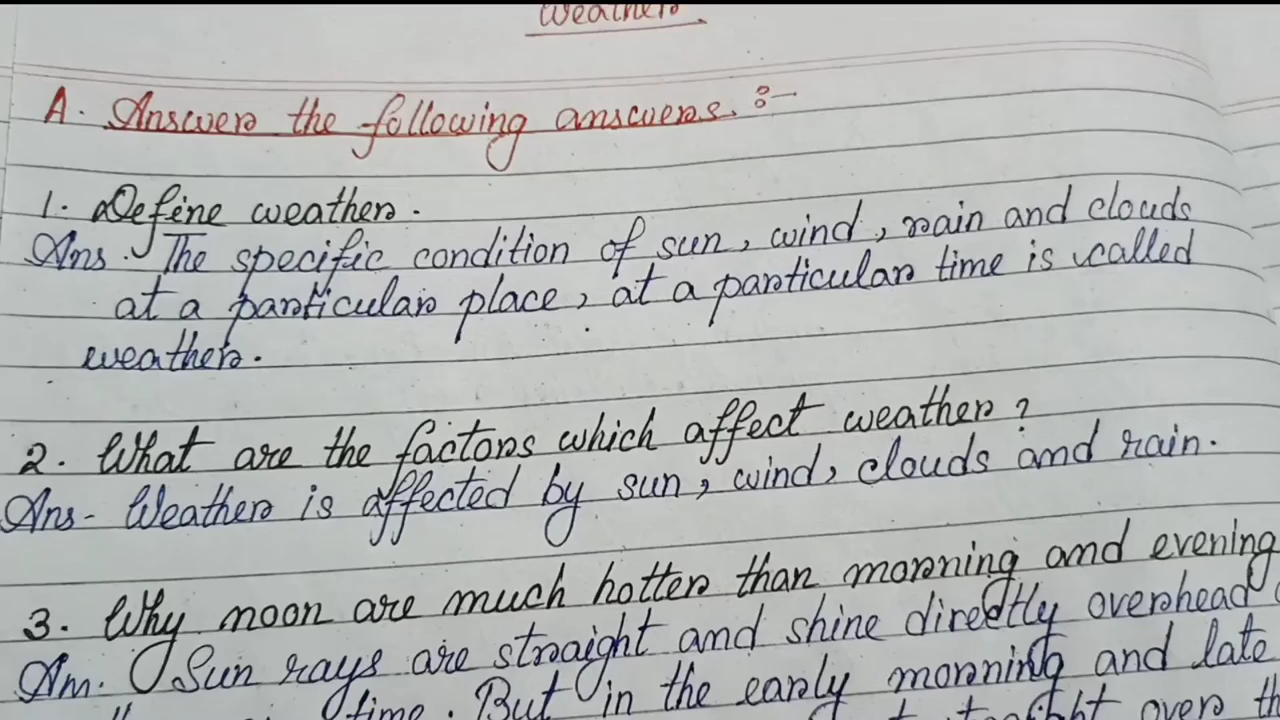 Weather.
A. Answer the following answers. :-
1. Define weather.
Ans. The specific condition of sun, wind, rain and clouds
at a particular place, at a particular time is called
weather.
2. What are the factors which affect weather?
Ans- Weather is affected by sun, wind, clouds and rain.
3. Why noon are much hotter than morning and evening
Ans. Sun rays are straight and shine directly overhead
time. But in the early morning and late
over